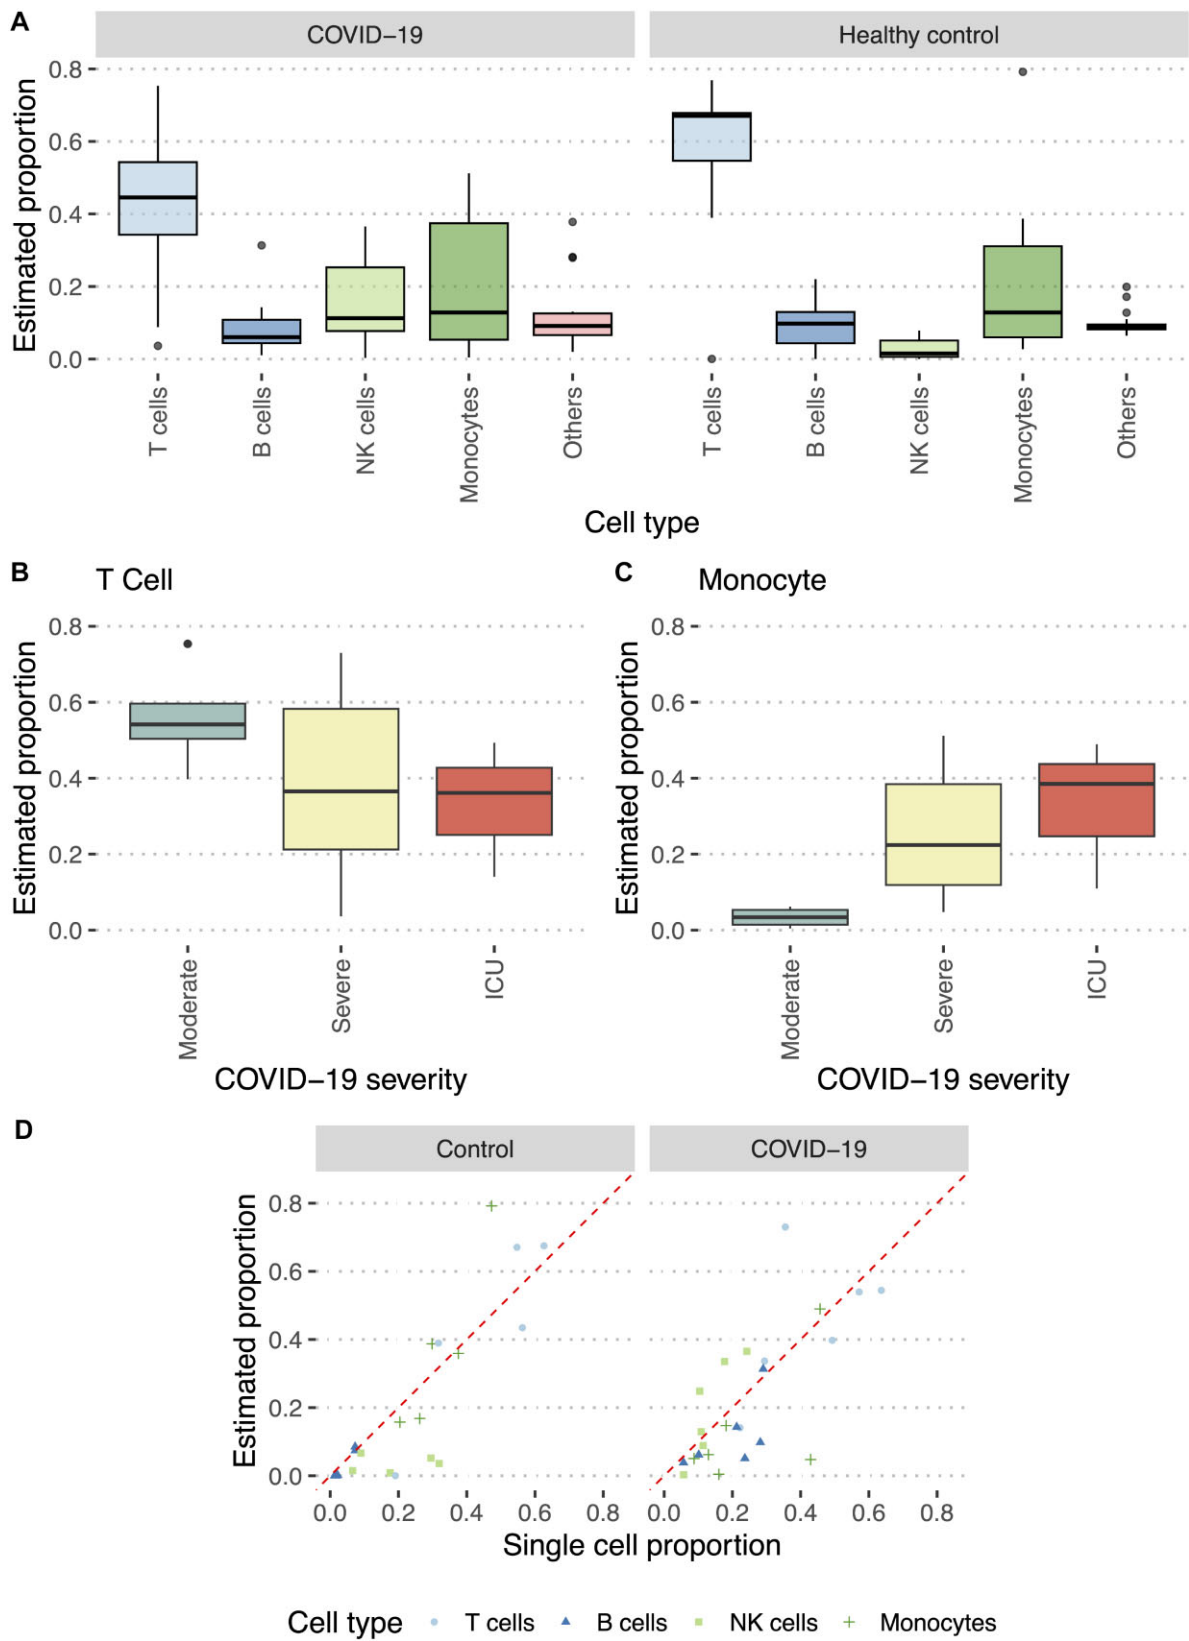 A
COVID−19
Healthy control
Estimated proportion
0.8
0.6
0.4
0.2
0.0
T cells
B cells
NK cells
Monocytes
Others
T cells
B cells
NK cells
Monocytes
Others
Cell type
B
T Cell
Estimated proportion
0.8
0.6
0.4
0.2
0.0
Moderate
Severe
ICU
COVID−19 severity
C
Monocyte
Estimated proportion
0.8
0.6
0.4
0.2
0.0
Moderate
Severe
ICU
COVID−19 severity
D
Control
COVID−19
Estimated proportion
0.8
0.6
0.4
0.2
0.0
0.0 0.2 0.4 0.6 0.8
0.0 0.2 0.4 0.6 0.8
Single cell proportion
Cell type T cells B cells NK cells Monocytes